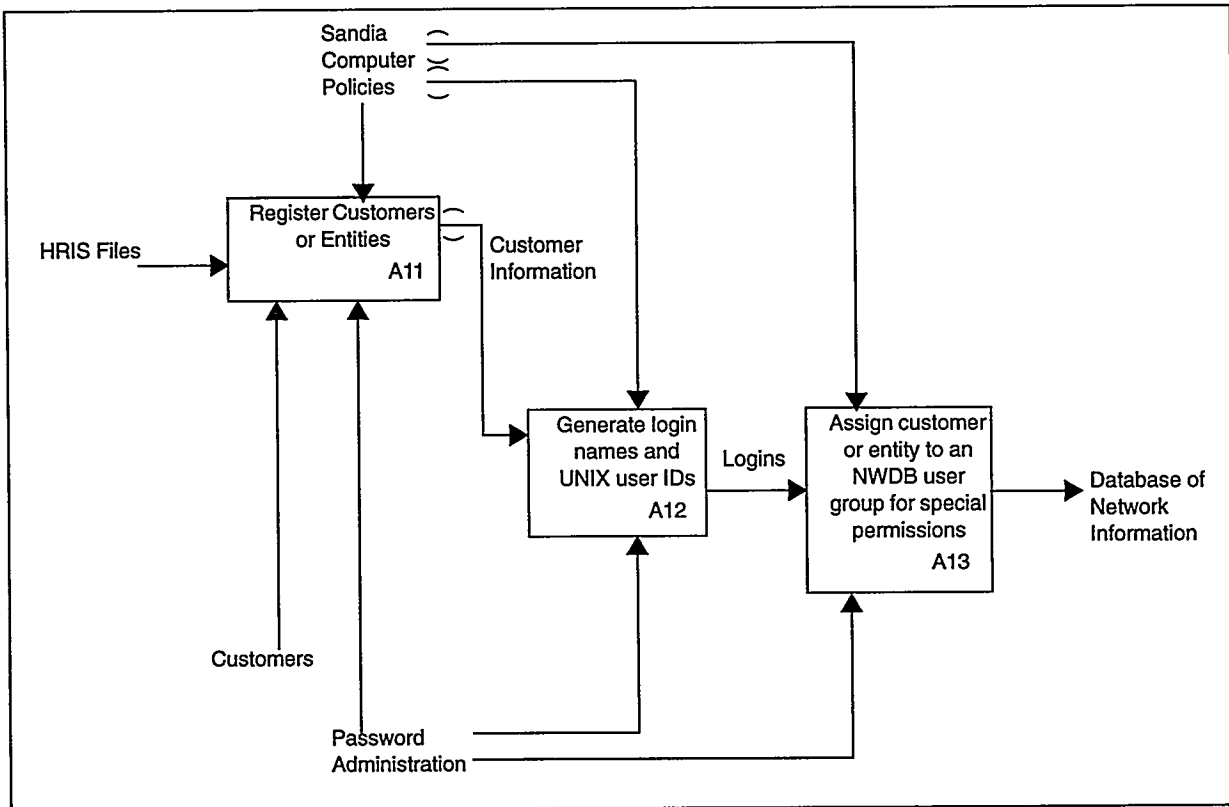 Sandia
Computer
Policies
Register Customers
or Entities
A11
HRIS Files
Customer
Information
Generate login
names and
UNIX user IDs
A12
Logins
Assign customer
or entity to an
NWDB user
group for special
permissions
A13
Database of
Network
Information
Customers
Password
Administration